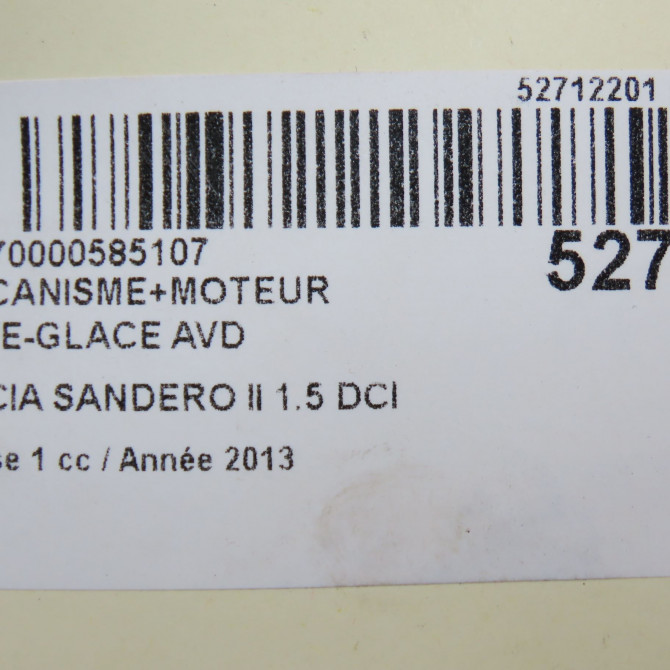 52712201
70000585107
527
CANISME+MOTEUR
E-GLACE AVD
CIA SANDERO II 1.5 DCI
se 1 cc / Année 2013